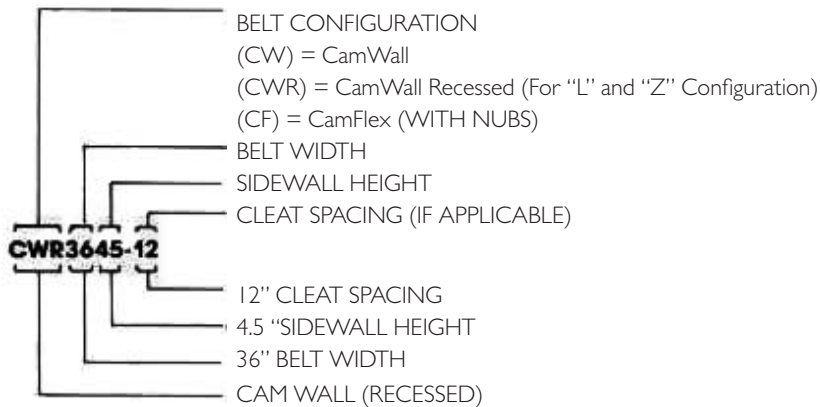 BELT CONFIGURATION
(CW) = CamWall
(CWR) = CamWall Recessed (For “L” and “Z” Configuration)
(CF) = CamFlex (WITH NUBS)
BELT WIDTH
SIDEWALL HEIGHT
CLEAT SPACING (IF APPLICABLE)
CWR3645-12
12” CLEAT SPACING
4.5 “SIDEWALL HEIGHT
36” BELT WIDTH
CAM WALL (RECESSED)